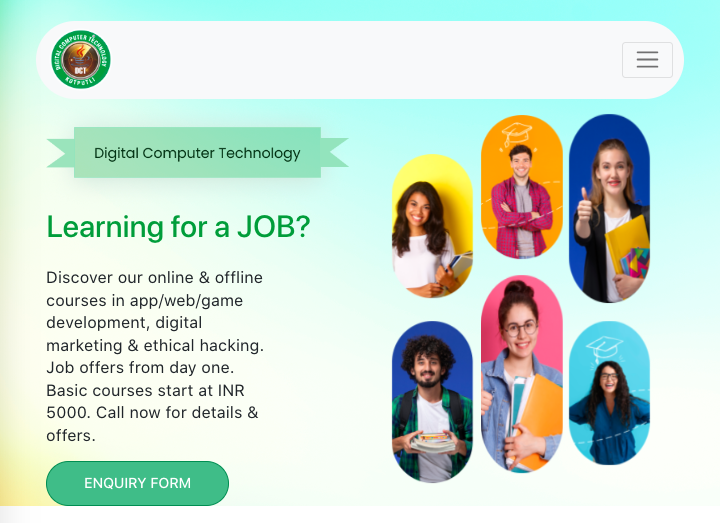 DIGITAL COMPUTER TECHNOLOGY
DCT
KOTPUTLI
Digital Computer Technology
Learning for a JOB?
Discover our online & offline
courses in app/web/game
development, digital
marketing & ethical hacking.
Job offers from day one.
Basic courses start at INR
5000. Call now for details &
offers.
ENQUIRY FORM